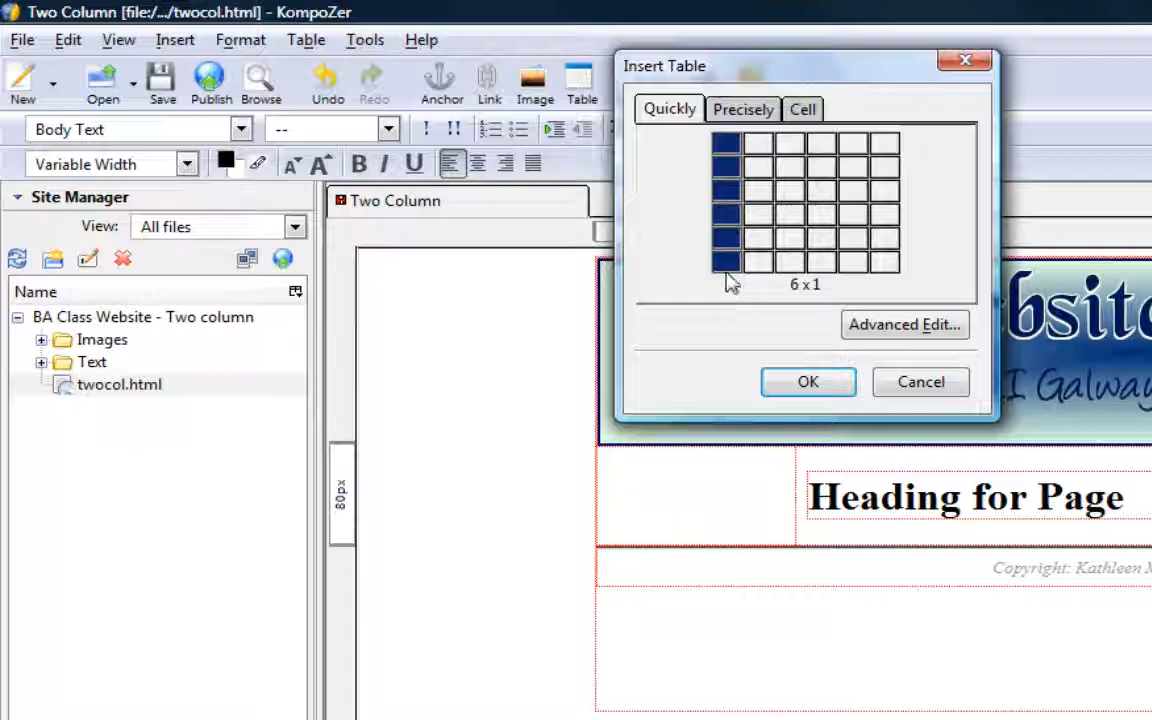 Two Column [file:/.../twocol.html] - KompoZer
File Edit View Insert Format Table Tools Help
New Open Save Publish Browse Undo Redo Anchor Link Image Table
Body Text --
Variable Width
B I U
Site Manager
View: All files
Name
BA Class Website - Two column
Images
Text
twocol.html
Two Column
80px
Insert Table
Quickly Precisely Cell
6 x 1
Advanced Edit...
OK Cancel
I Galway
Heading for Page
Copyright: Kathleen M